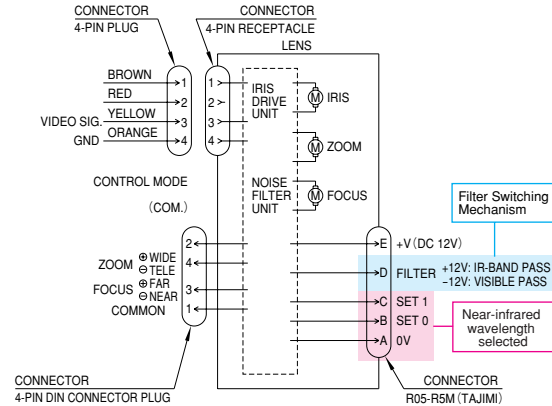 CONNECTOR
4-PIN PLUG
CONNECTOR
4-PIN RECEPTACLE
LENS
BROWN
RED
VIDEO SIG. YELLOW
GND ORANGE
1
2
3
4
1
2
3
4
IRIS
DRIVE
UNIT
M IRIS
M ZOOM
NOISE
FILTER
UNIT
M FOCUS
CONTROL MODE
(COM.)
ZOOM ⊕WIDE
⊖TELE
FOCUS ⊕FAR
⊖NEAR
COMMON
2
4
3
1
E +V (DC 12V)
D FILTER +12V: IR-BAND PASS
−12V: VISIBLE PASS
C SET 1
B SET 0
A 0V
Filter Switching
Mechanism
Near-infrared
wavelength
selected
CONNECTOR
4-PIN DIN CONNECTOR PLUG
CONNECTOR
R05-R5M (TAJIMI)